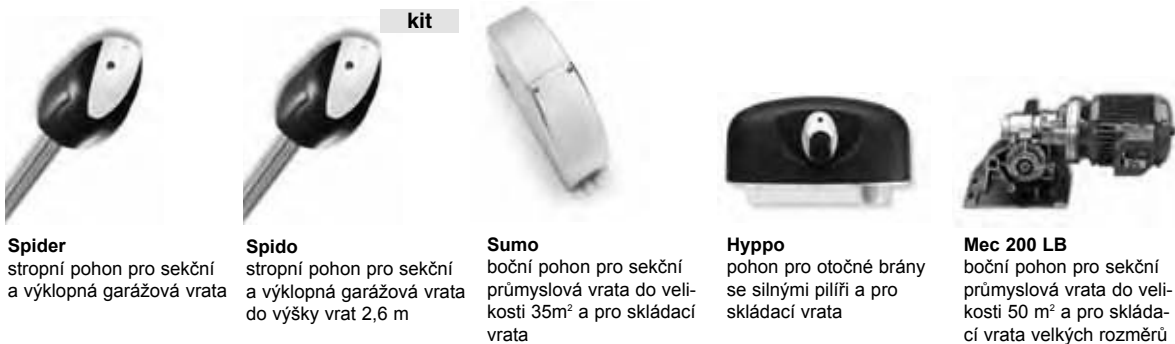 kit
Spider
stropní pohon pro sekční
a výklopná garážová vrata
Spido
stropní pohon pro sekční
a výklopná garážová vrata
do výšky vrat 2,6 m
Sumo
boční pohon pro sekční
průmyslová vrata do veli-
kosti 35m² a pro skládací
vrata
Hyppo
pohon pro otočné brány
se silnými pilíři a pro
skládací vrata
Mec 200 LB
boční pohon pro sekční
průmyslová vrata do veli-
kosti 50 m² a pro skláda-
cí vrata velkých rozměrů